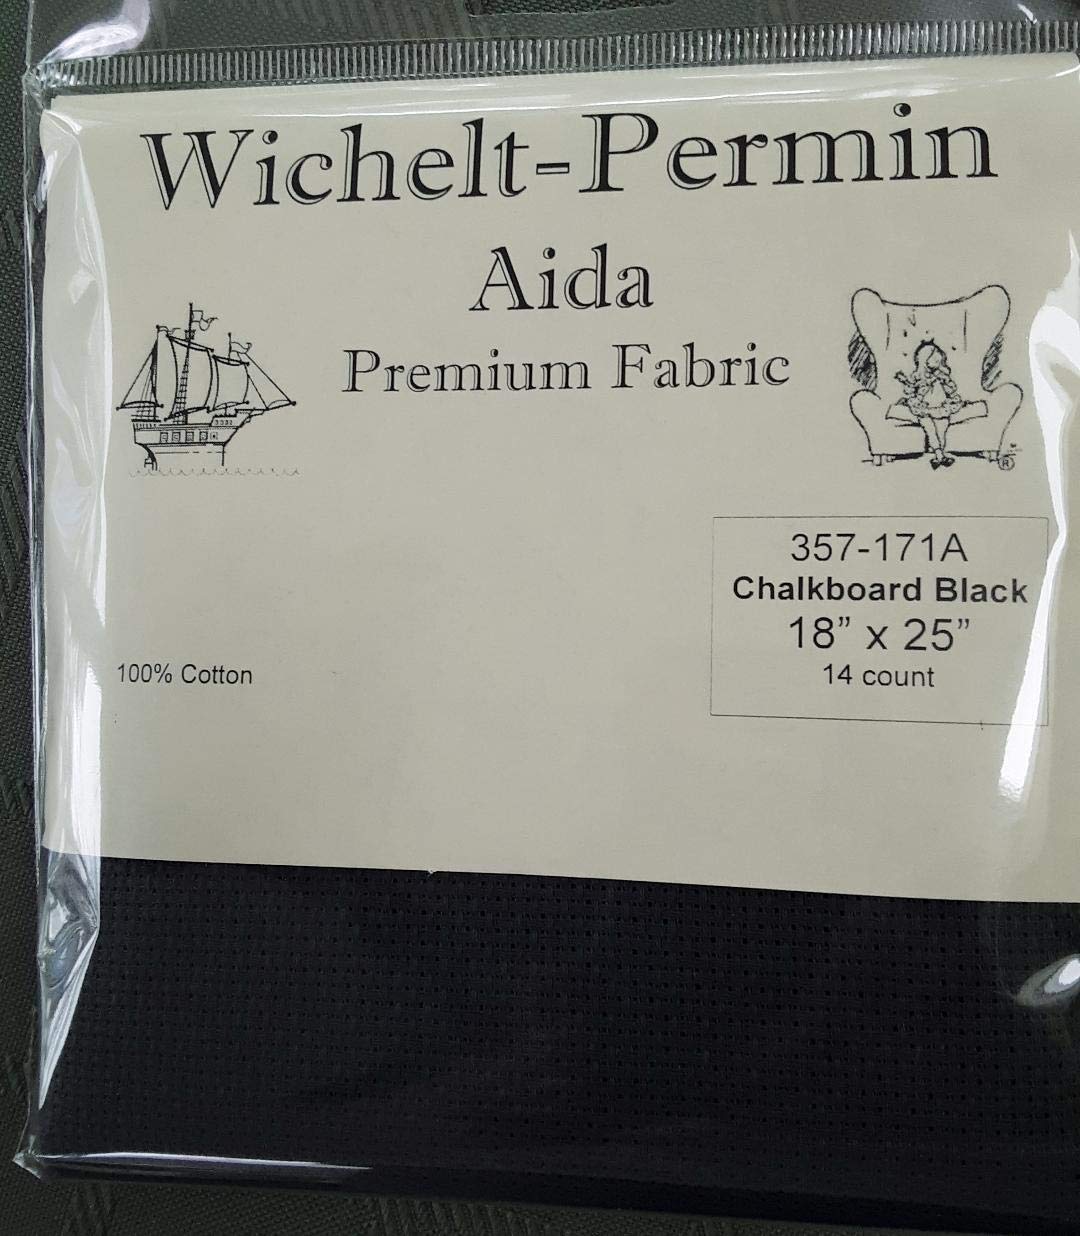 Wichelt-Permin
Aida
Premium Fabric
®
357-171A
Chalkboard Black
18” x 25”
14 count
100% Cotton